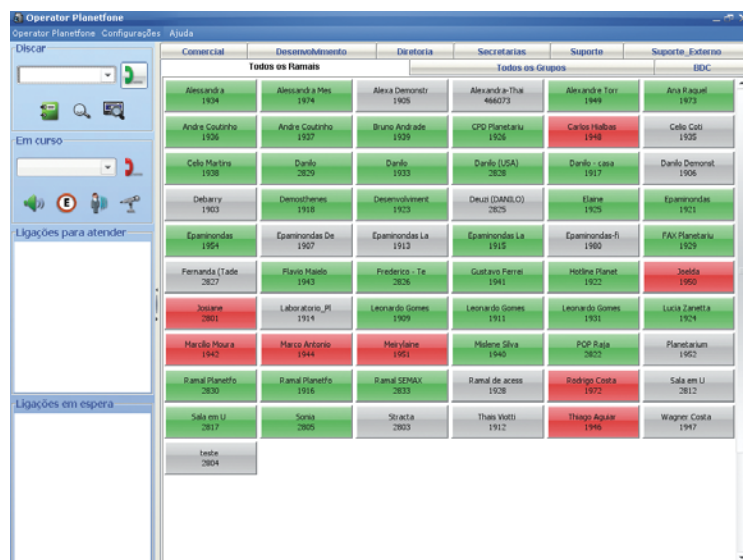 Operator Planetfone
Operator Planetfone Configurações Ajuda
Discar
Em curso
E
Ligações para atender
Ligações em espera
Comercial Desenvolvimento Diretoria Secretarias Suporte Suporte_Externo
Todos os Ramais Todos os Grupos BDC
Alessandra Alessandra Mes Alexa Demonstr Alexandra-Thai Alexandre Torr Ana Raquel
1934 1974 1905 466073 1949 1973
Andre Coutinho Andre Coutinho Bruno Andrade CPD Planetariu Carlos Hialbas Celio Coti
1936 1937 1939 1926 1948 1935
Celio Martins Danilo Danilo Danilo (USA) Danilo - casa Danilo Demonst
1938 2829 1933 2828 1917 1906
Debarry Demosthenes Desenvolviment Deuzi (DANILO) Elaine Epaminondas
1903 1918 1923 2825 1925 1921
Epaminondas Epaminondas De Epaminondas La Epaminondas La Epaminondas-fi FAX Planetariu
1954 1907 1913 1915 1980 1929
Fernanda (Tade Flavio Maielo Frederico - Te Gustavo Ferrei Hotline Planet Joelda
2827 1943 2826 1941 1922 1950
Josiane Laboratorio_Pl Leonardo Gomes Leonardo Gomes Leonardo Gomes Lucia Zanetta
2801 1914 1909 1911 1931 1924
Marcilio Moura Marco Antonio Meirylaine Mislene Silva POP Raja Planetarium
1942 1944 1951 1940 2822 1952
Ramal Planetfo Ramal Planetfo Ramal SEMAX Ramal de acess Rodrigo Costa Sala em U
2830 1916 2833 1928 1972 2812
Sala em U Sonia Stracta Thais Viotti Thiago Aguiar Wagner Costa
2817 2805 2803 1912 1946 1947
teste
2804